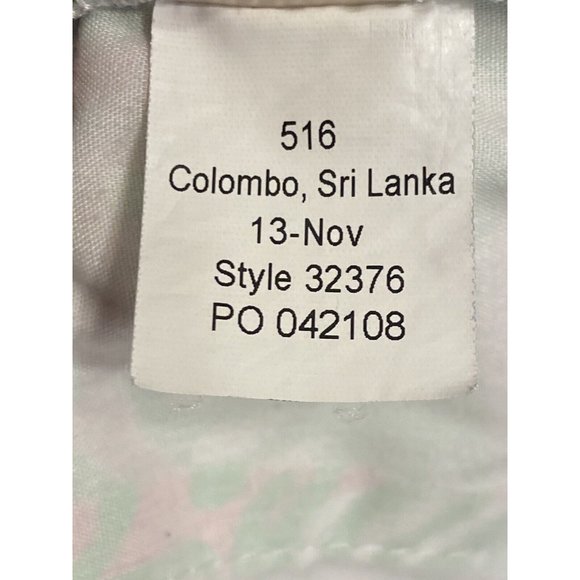 516
Colombo, Sri Lanka
13-Nov
Style 32376
PO 042108